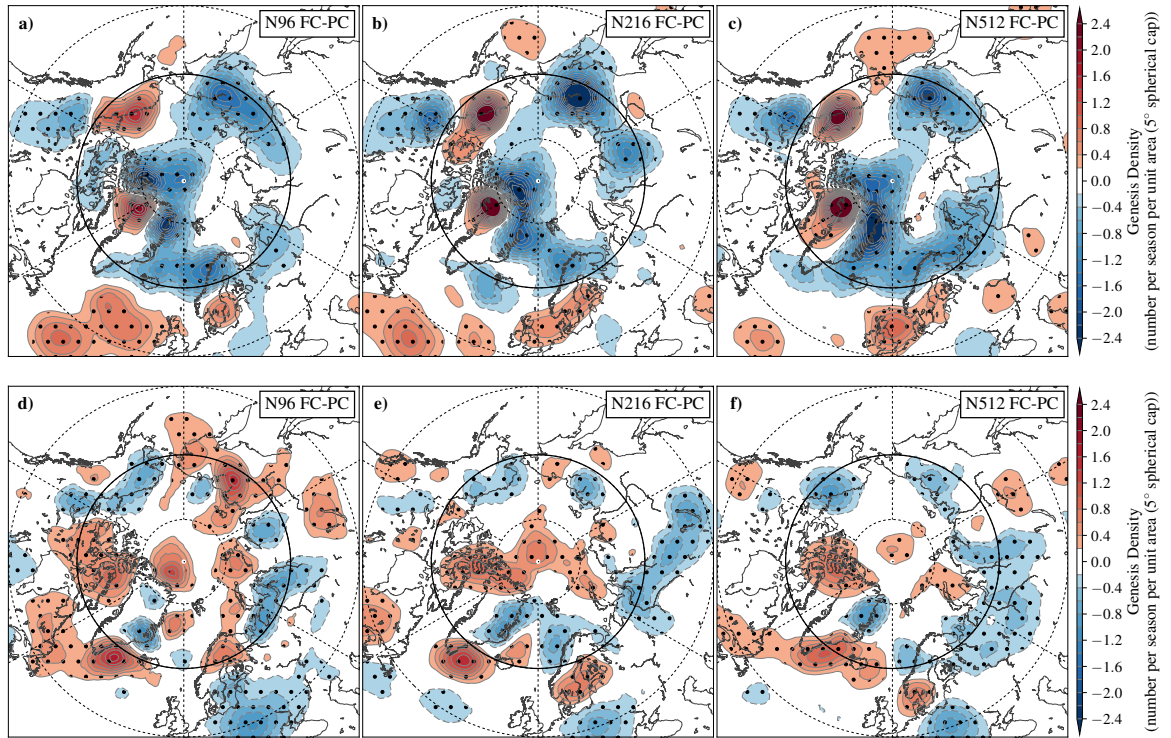 a)
N96 FC-PC
b)
N216 FC-PC
c)
N512 FC-PC
2.4
2.0
1.6
1.2
0.8
0.4
0.0
−0.4
−0.8
−1.2
−1.6
−2.0
−2.4
Genesis Density
(number per season per unit area (5° spherical cap))
d)
N96 FC-PC
e)
N216 FC-PC
f)
N512 FC-PC
2.4
2.0
1.6
1.2
0.8
0.4
0.0
−0.4
−0.8
−1.2
−1.6
−2.0
−2.4
Genesis Density
(number per season per unit area (5° spherical cap))